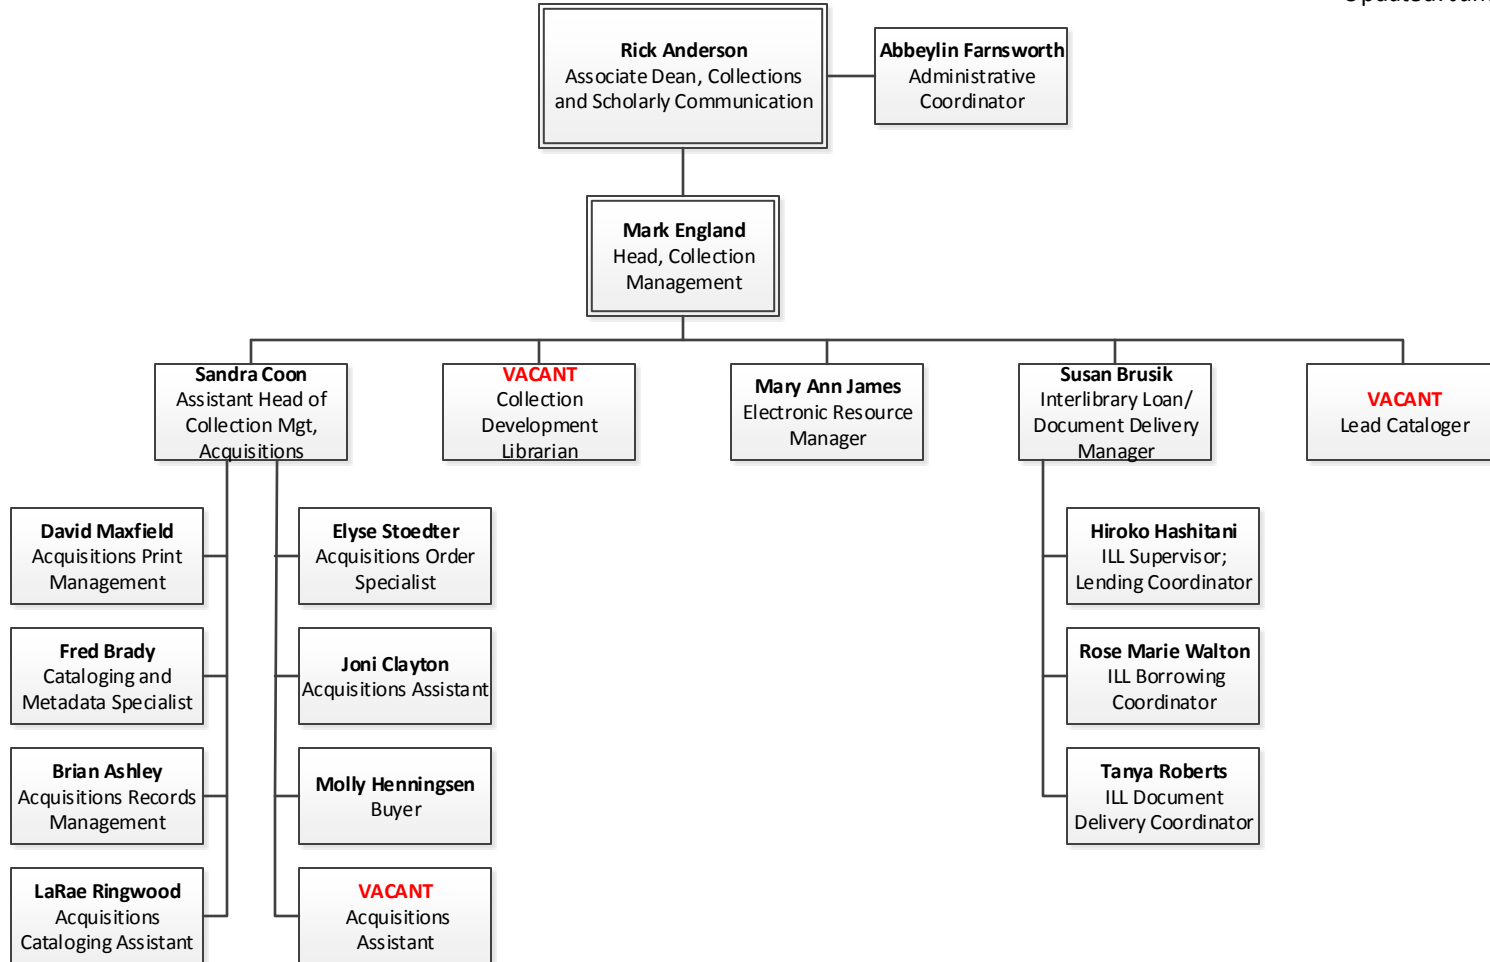 Rick Anderson
Associate Dean, Collections
and Scholarly Communication
Abbeylin Farnsworth
Administrative
Coordinator
Mark England
Head, Collection
Management
Sandra Coon
Assistant Head of
Collection Mgt,
Acquisitions
VACANT
Collection
Development
Librarian
Mary Ann James
Electronic Resource
Manager
Susan Brusik
Interlibrary Loan/
Document Delivery
Manager
VACANT
Lead Cataloger
David Maxfield
Acquisitions Print
Management
Elyse Stoedter
Acquisitions Order
Specialist
Hiroko Hashitani
ILL Supervisor;
Lending Coordinator
Fred Brady
Cataloging and
Metadata Specialist
Joni Clayton
Acquisitions Assistant
Rose Marie Walton
ILL Borrowing
Coordinator
Brian Ashley
Acquisitions Records
Management
Molly Henningsen
Buyer
Tanya Roberts
ILL Document
Delivery Coordinator
LaRae Ringwood
Acquisitions
Cataloging Assistant
VACANT
Acquisitions
Assistant